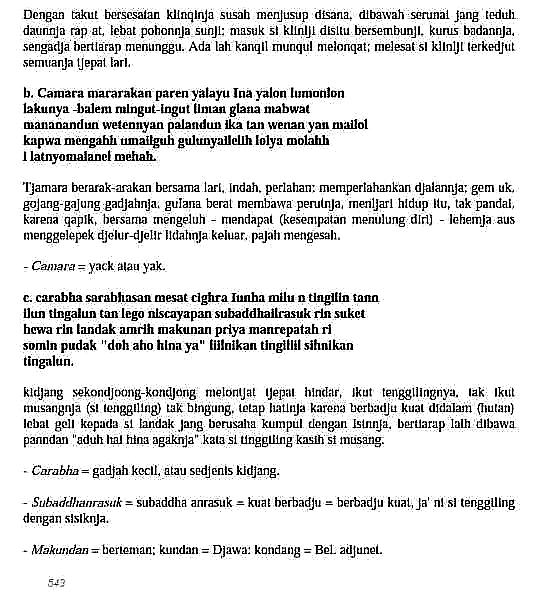 Dengan takut bersesafan klinqinja susah menjusup disana, dibawah serunai jang teduh
daunnja rap at, lebat pohonnja sunji: masuk si klinlji disitu bersembunji, kurus badannja,
sengadja bertiarap menunggu. Ada lah kanqil munqul melonqat; melesat si klinlji terkedjut
semuanja tjepat lari.
b. Camara mararakan paren yalayu Ina yalon lumonlon
lakunya -balem mingut-ingut liman glana mabwat
mananandun wetennyan palandun ika tan wenan yan mailol
kapwa mengabh umailguh gulunyailelih lolya molahh
i latnyomalanel mehah.
Tjamara berarak-arakan bersama lari, indah, perlahan: memperlahankan djalannja; gem uk,
gojang-gajung gadjahnja, gulana berat membawa perutnja, menljari hidup itu, tak pandai,
karena qapik, bersama mengeluh - mendapat (kesempatan menulung diri) - lehernja aus
menggelepek djelur-djelir lidahnja keluar, pajah mengesah.
- Camara = yack atau yak.
c. carabha sarabhasan mesat cighra Iunha milu n tingilin tann
ilun tingalun tan lego niscayapan subaddhailrasuk rin suket
hewa rin landak amrih makunan priya manrepatah ri
somin pudak "doh aho hina ya" liilnikan tingiliil sihnikan
tingalun.
kidjang sekondjoong-kondjong melontjat tjepat hindar, ikut tenggilingnya, tak ikut
musangnja (si tenggiling) tak bingung, tetap hatinja karena berbadju kuat didalam (hutan)
lebat geli kepada si landak jang berusaha kumpul dengan isinnja, bertiarap ialh dibawa
panndan "aduh hai hina agaknja" kata si tinggiling kasih si musang.
- Carabha = gadjah kecil, atau sedjenis kidjang.
- Subaddhanrasuk = subaddha anrasuk = kuat berbadju = berbadju kuat, ja' ni si tenggiling
dengan sisiknja.
- Makundan = berteman; kundan = Djawa: kondang = Bel. adjunet.
543